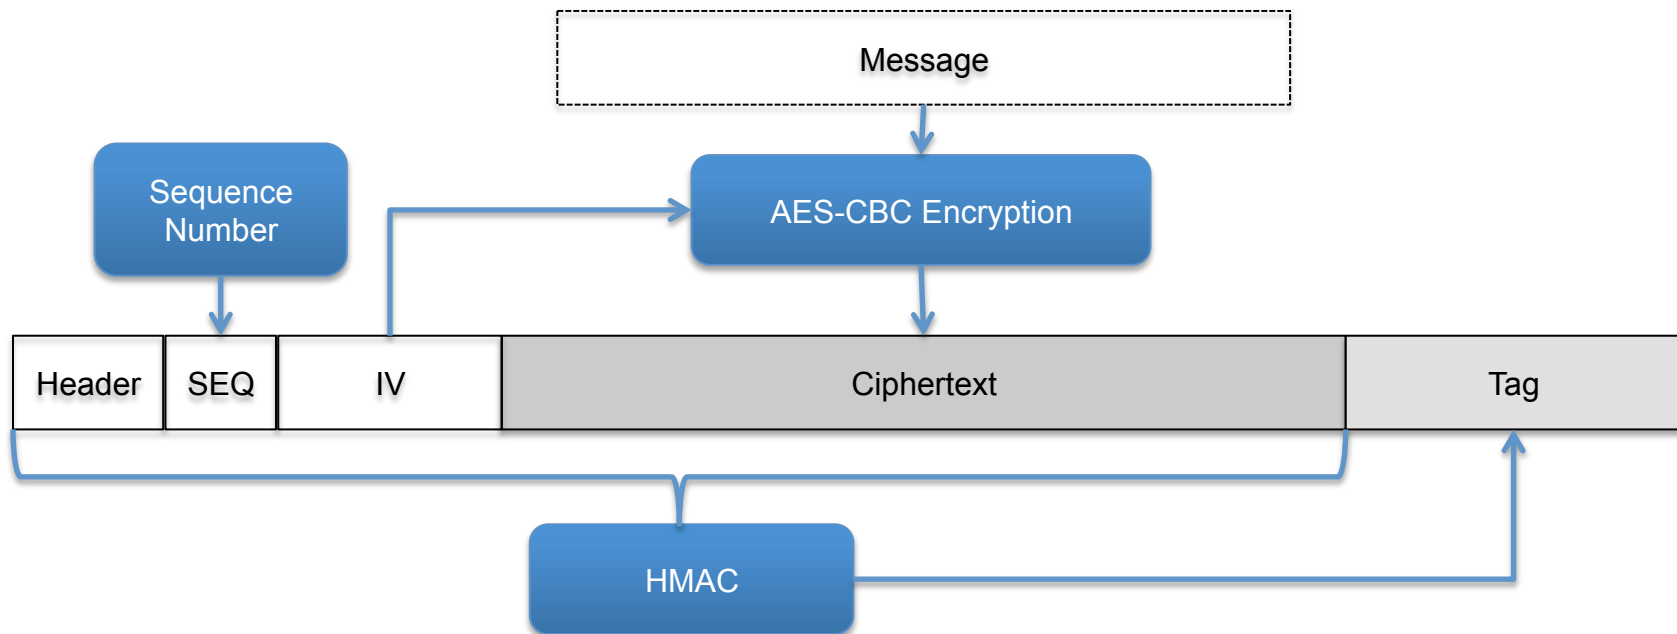 Message
Sequence
Number
AES-CBC Encryption
Header
SEQ
IV
Ciphertext
Tag
HMAC